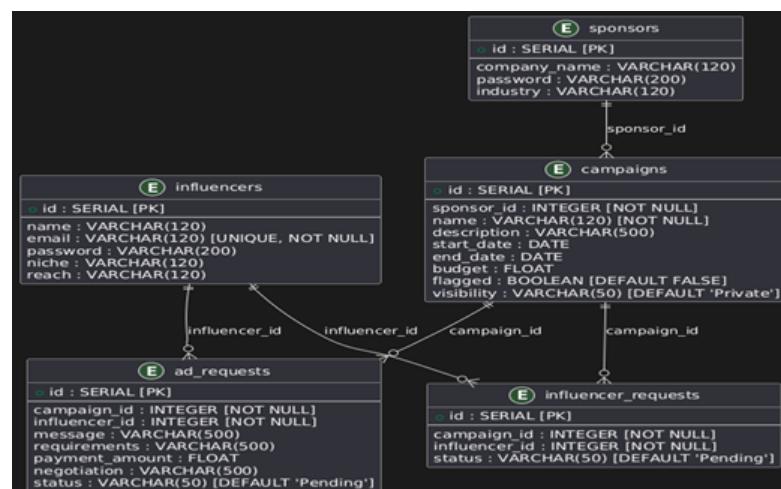 E sponsors
id : SERIAL [PK]
company_name : VARCHAR(120)
password : VARCHAR(200)
industry : VARCHAR(120)
sponsor_id
E campaigns
id : SERIAL [PK]
sponsor_id : INTEGER [NOT NULL]
name : VARCHAR(120) [NOT NULL]
description : VARCHAR(500)
start_date : DATE
end_date : DATE
budget : FLOAT
flagged : BOOLEAN [DEFAULT FALSE]
visibility : VARCHAR(50) [DEFAULT 'Private']
E influencers
id : SERIAL [PK]
name : VARCHAR(120)
email : VARCHAR(120) [UNIQUE, NOT NULL]
password : VARCHAR(200)
niche : VARCHAR(120)
reach : VARCHAR(120)
influencer_id
influencer_id
campaign_id
campaign_id
E ad_requests
id : SERIAL [PK]
campaign_id : INTEGER [NOT NULL]
influencer_id : INTEGER [NOT NULL]
message : VARCHAR(500)
requirements : VARCHAR(500)
payment_amount : FLOAT
negotiation : VARCHAR(500)
status : VARCHAR(50) [DEFAULT 'Pending']
E influencer_requests
id : SERIAL [PK]
campaign_id : INTEGER [NOT NULL]
influencer_id : INTEGER [NOT NULL]
status : VARCHAR(50) [DEFAULT 'Pending']